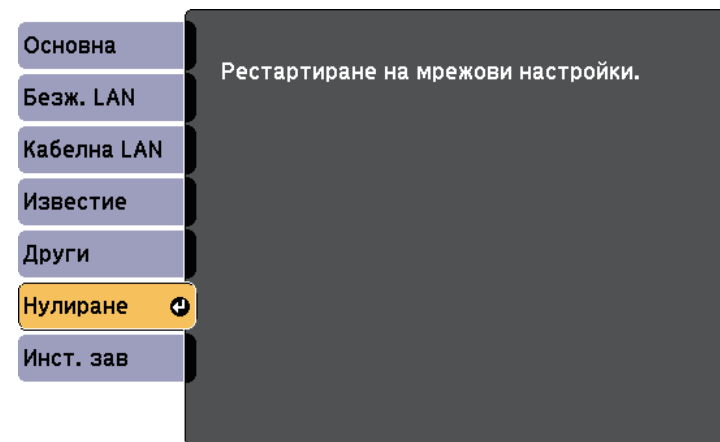 Основна
Безж. LAN
Кабелна LAN
Известие
Други
Нулиране
Инст. зав
Рестартиране на мрежови настройки.